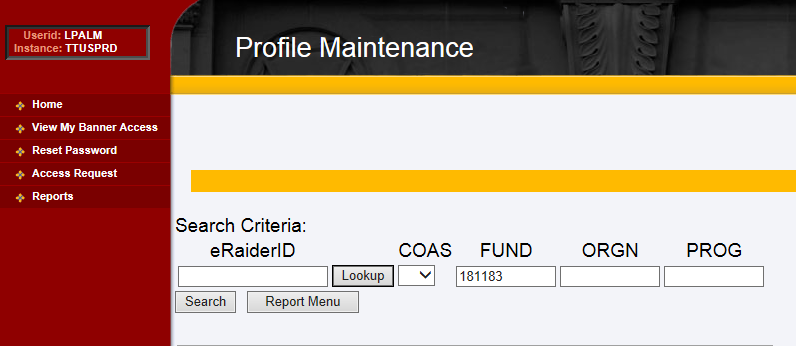 Userid: LPALM
Instance: TTUSPRD
Profile Maintenance
Home
View My Banner Access
Reset Password
Access Request
Reports
Search Criteria:
eRaiderID COAS FUND ORGN PROG
Lookup 181183
Search Report Menu